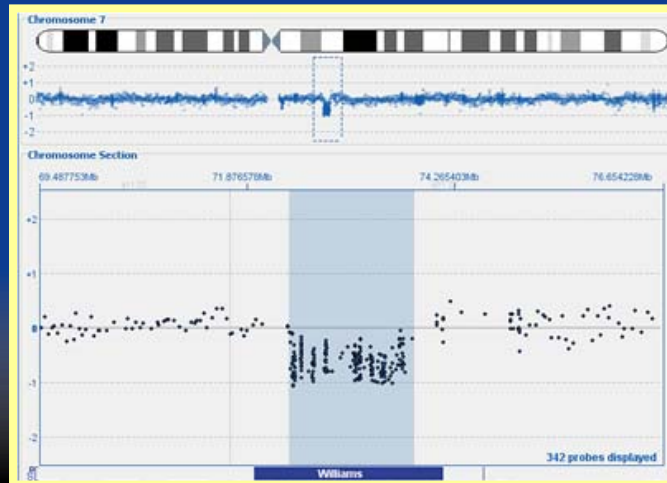 Chromosome 7
+2
+1
0
-1
-2
Chromosome Section
69.487753Mb 71.876578Mb 74.265403Mb 76.654228Mb
+2
+1
0
-1
-2
342 probes displayed
Williams